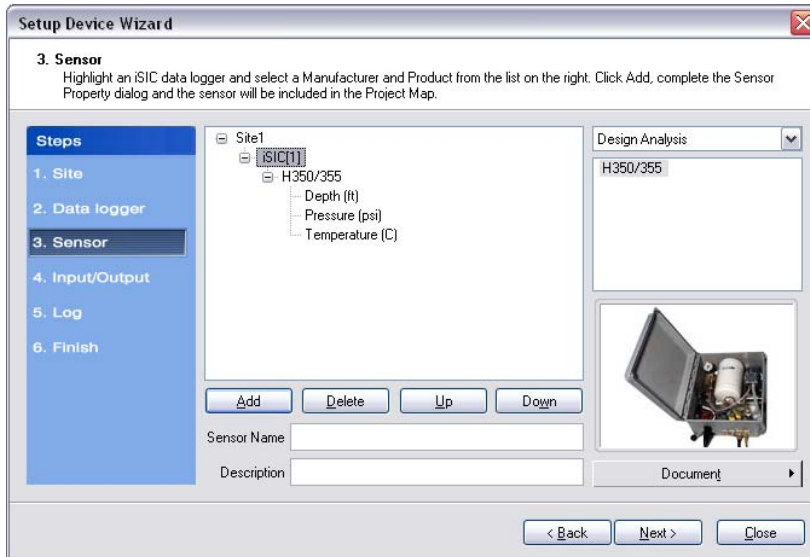 Setup Device Wizard
3. Sensor
Highlight an iSIC data logger and select a Manufacturer and Product from the list on the right. Click Add, complete the Sensor
Property dialog and the sensor will be included in the Project Map.
Steps
1. Site
2. Data logger
3. Sensor
4. Input/Output
5. Log
6. Finish
Site1
iSIC[1]
H350/355
Depth (ft)
Pressure (psi)
Temperature (C)
Add
Delete
Up
Down
Sensor Name
Description
Design Analysis
H350/355
Document
< Back
Next >
Close